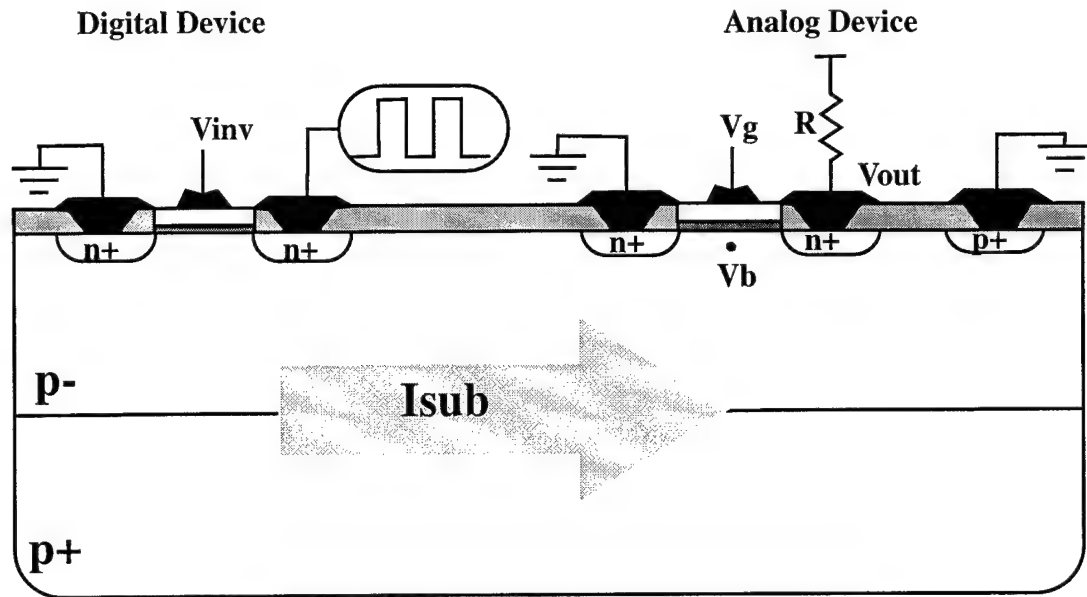 Digital Device
Analog Device
Vinv
Vg
R
Vout
n+
n+
n+
n+
p+
Vb
p-
Isub
p+